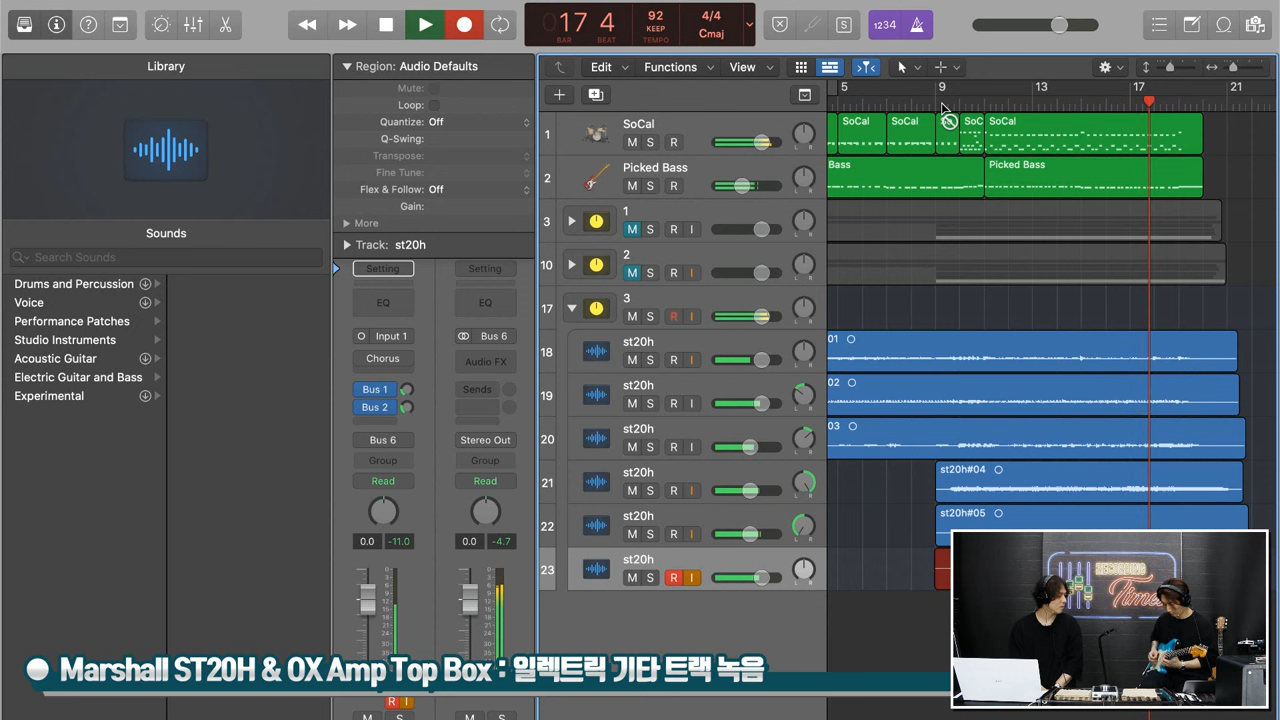 17 4
BAR BEAT
92
KEEP
TEMPO
4/4
Cmaj
S
1234
Library
Sounds
Search Sounds
Drums and Percussion
Voice
Performance Patches
Studio Instruments
Acoustic Guitar
Electric Guitar and Bass
Experimental
Region: Audio Defaults
Mute:
Loop:
Quantize: Off
Q-Swing:
Transpose:
Fine Tune:
Flex & Follow: Off
Gain:
More
Track: st20h
Setting Setting
EQ EQ
Input 1 Bus 6
Chorus Audio FX
Bus 1 Sends
Bus 2
Bus 6 Stereo Out
Group Group
Read Read
0.0 -11.0 0.0 -4.7
R I
M S
Edit Functions View
5 9 13 17 21
1 SoCal
M S R
SoCal SoCal SoC SoCal
2 Picked Bass
M S R
Bass Picked Bass
3 1
M S R I
10 2
M S R I
17 3
M S R I
18 st20h
M S R I
01
19 st20h
M S R I
02
20 st20h
M S R I
03
21 st20h
M S R I
st20h#04
22 st20h
M S R I
st20h#05
23 st20h
M S R I
RECORDING
Times
Marshall ST20H & OX Amp Top Box : 일렉트릭 기타 트랙 녹음